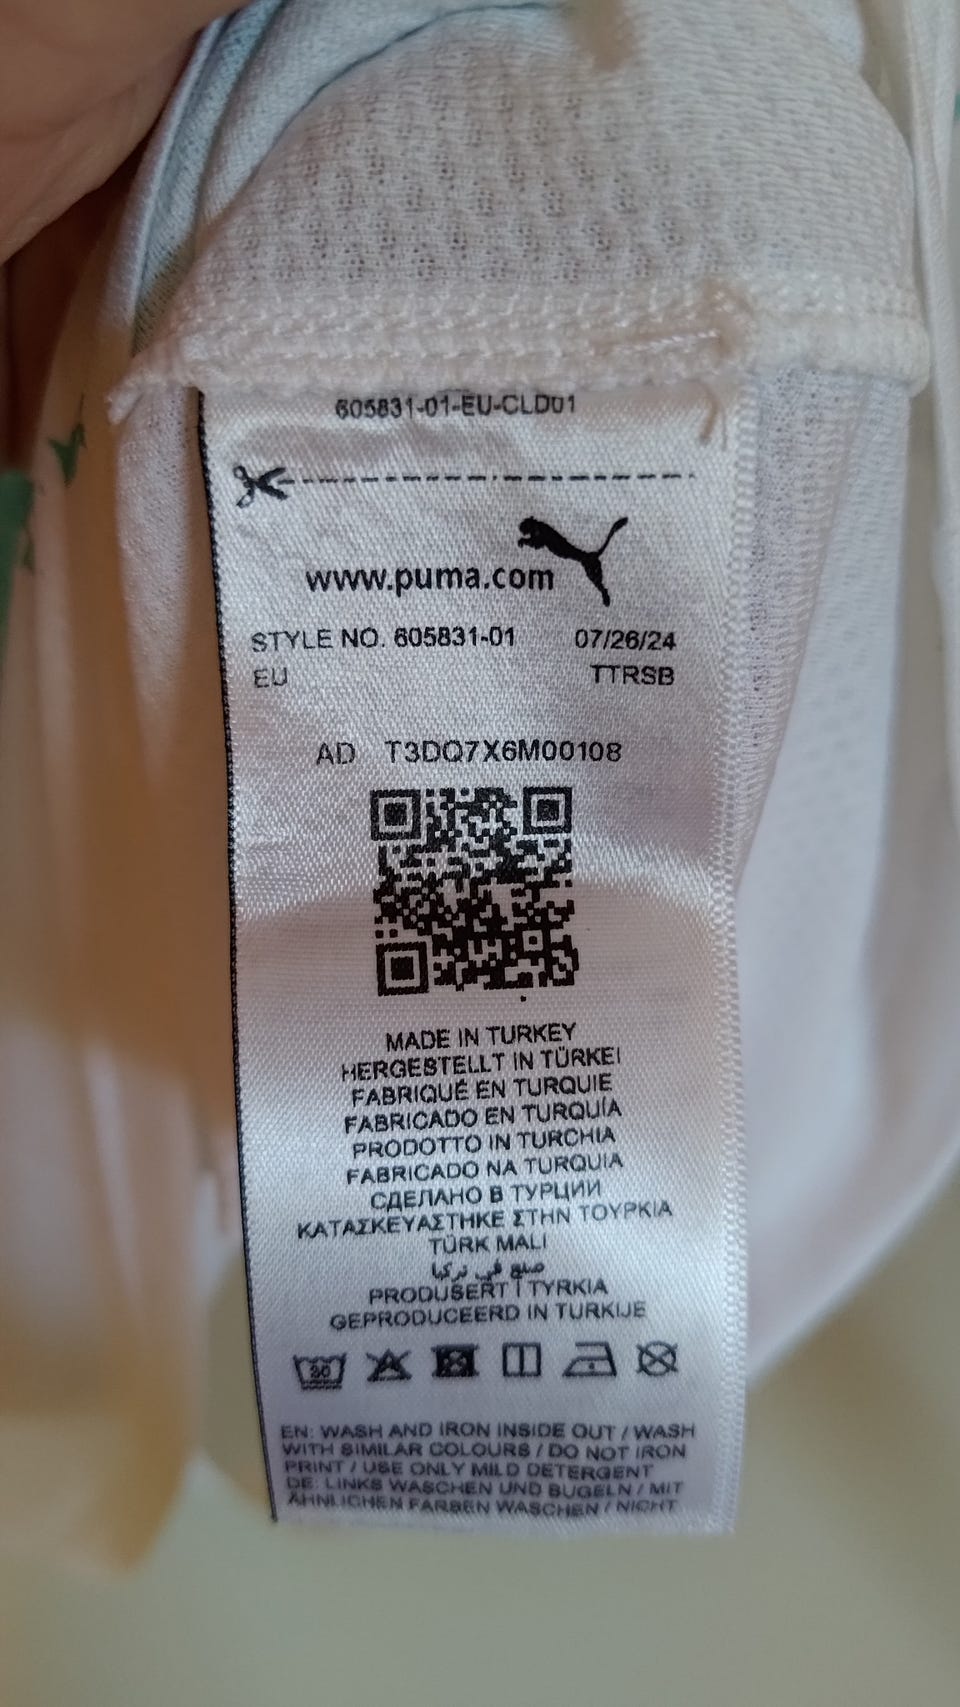 605831-01-EU-CLD01
www.puma.com
STYLE NO. 605831-01 07/26/24
EU TTRSB
AD T3DQ7X6M00108
MADE IN TURKEY
HERGESTELLT IN TÜRKEI
FABRIQUÉ EN TURQUIE
FABRICADO EN TURQUÍA
PRODOTTO IN TURCHIA
FABRICADO NA TURQUIA
СДЕЛАНО В ТУРЦИИ
ΚΑΤΑΣΚΕΥΑΣΤΗΚΕ ΣΤΗΝ ΤΟΥΡΚΙΑ
TÜRK MALI
صنع في تركيا
PRODUSERT I TYRKIA
GEPRODUCEERD IN TURKIJE
30
EN: WASH AND IRON INSIDE OUT / WASH
WITH SIMILAR COLOURS / DO NOT IRON
PRINT / USE ONLY MILD DETERGENT
DE: LINKS WASCHEN UND BÜGELN / MIT
ÄHNLICHEN FARBEN WASCHEN / NICHT